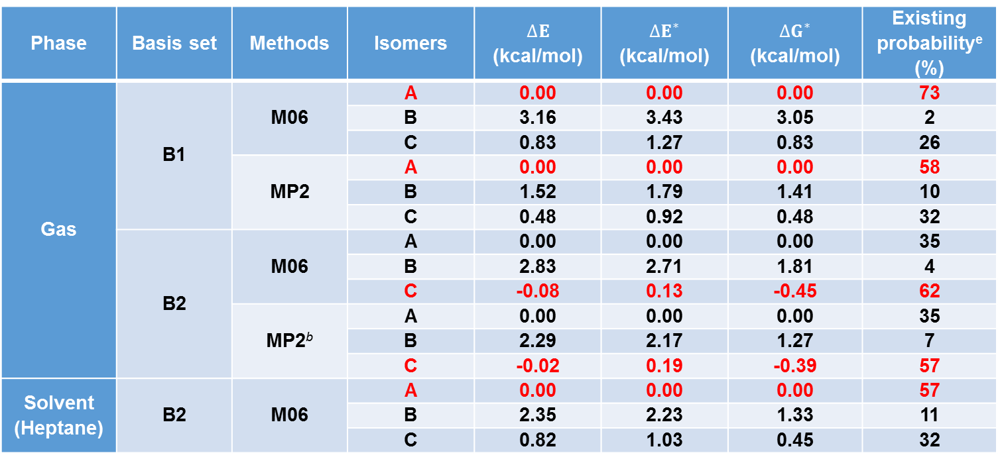 Phase Basis set Methods Isomers ΔE (kcal/mol) ΔE* (kcal/mol) ΔG* (kcal/mol) Existing probabilityᵉ (%)
Gas B1 M06 A 0.00 0.00 0.00 73
B 3.16 3.43 3.05 2
C 0.83 1.27 0.83 26
MP2 A 0.00 0.00 0.00 58
B 1.52 1.79 1.41 10
C 0.48 0.92 0.48 32
B2 M06 A 0.00 0.00 0.00 35
B 2.83 2.71 1.81 4
C -0.08 0.13 -0.45 62
MP2ᵇ A 0.00 0.00 0.00 35
B 2.29 2.17 1.27 7
C -0.02 0.19 -0.39 57
Solvent (Heptane) B2 M06 A 0.00 0.00 0.00 57
B 2.35 2.23 1.33 11
C 0.82 1.03 0.45 32